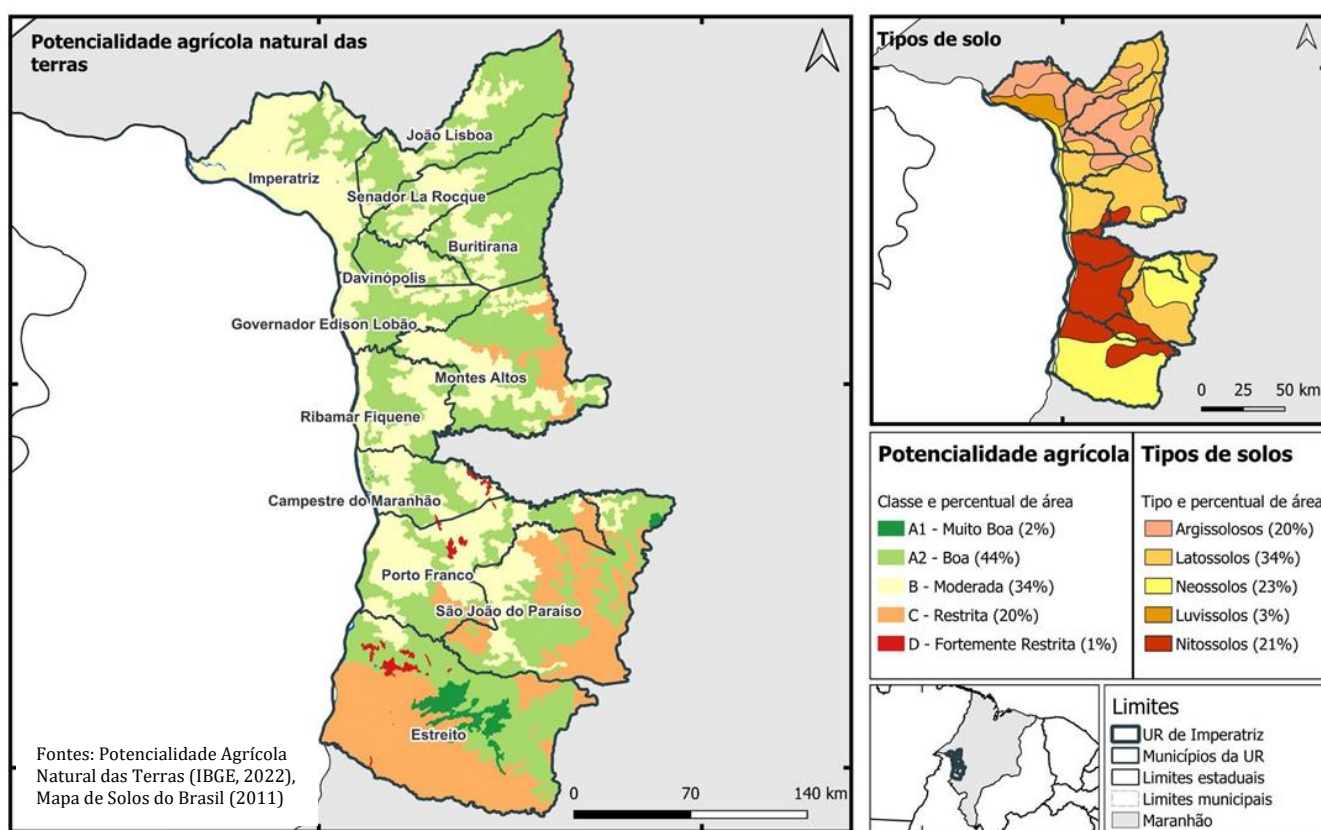 Potencialidade agrícola natural das
terras
João Lisboa
Imperatriz
Senador La Rocque
Buritirana
Davinópolis
Governador Edison Lobão
Montes Altos
Ribamar Fiquene
Campestre do Maranhão
Porto Franco
São João do Paraíso
Estreito
Fontes: Potencialidade Agrícola
Natural das Terras (IBGE, 2022),
Mapa de Solos do Brasil (2011)
0 70 140 km
Tipos de solo
0 25 50 km
Potencialidade agrícola
Classe e percentual de área
A1 - Muito Boa (2%)
A2 - Boa (44%)
B - Moderada (34%)
C - Restrita (20%)
D - Fortemente Restrita (1%)
Tipos de solos
Tipo e percentual de área
Argissolosos (20%)
Latossolos (34%)
Neossolos (23%)
Luvissolos (3%)
Nitossolos (21%)
Limites
UR de Imperatriz
Municípios da UR
Limites estaduais
Limites municipais
Maranhão